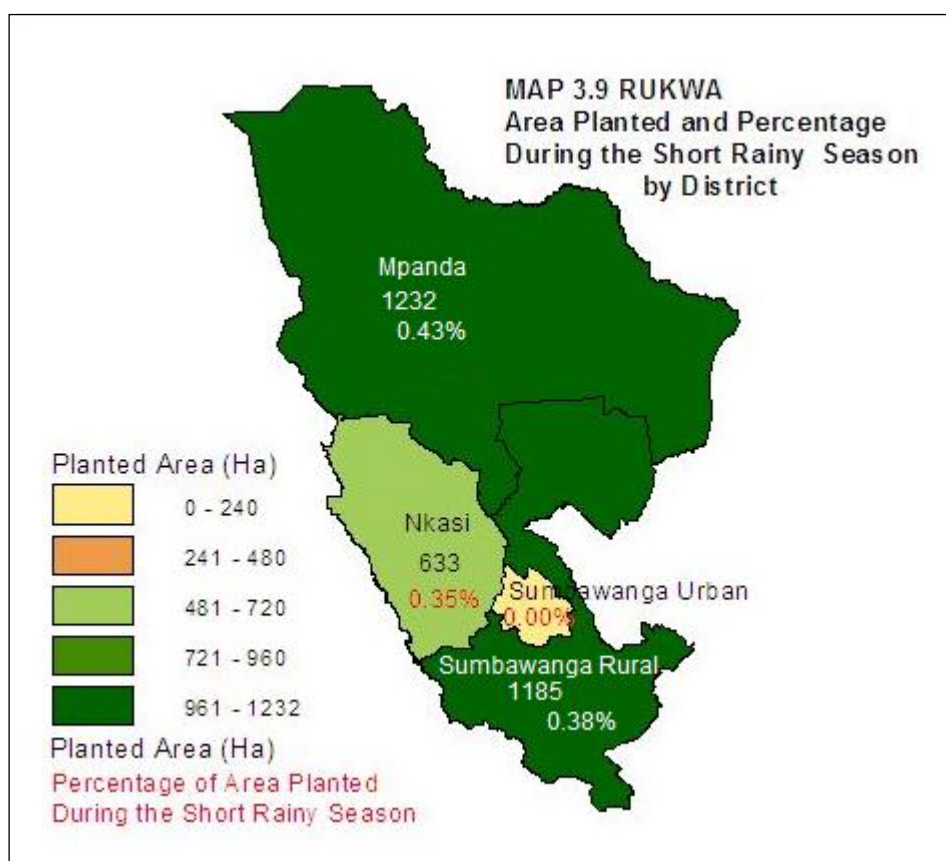 MAP 3.9 RUKWA
Area Planted and Percentage
During the Short Rainy Season
by District
Mpanda
1232
0.43%
Nkasi
633
0.35%
Sumbawanga Urban
0.00%
Sumbawanga Rural
1185
0.38%
Planted Area (Ha)
0 - 240
241 - 480
481 - 720
721 - 960
961 - 1232
Planted Area (Ha)
Percentage of Area Planted
During the Short Rainy Season